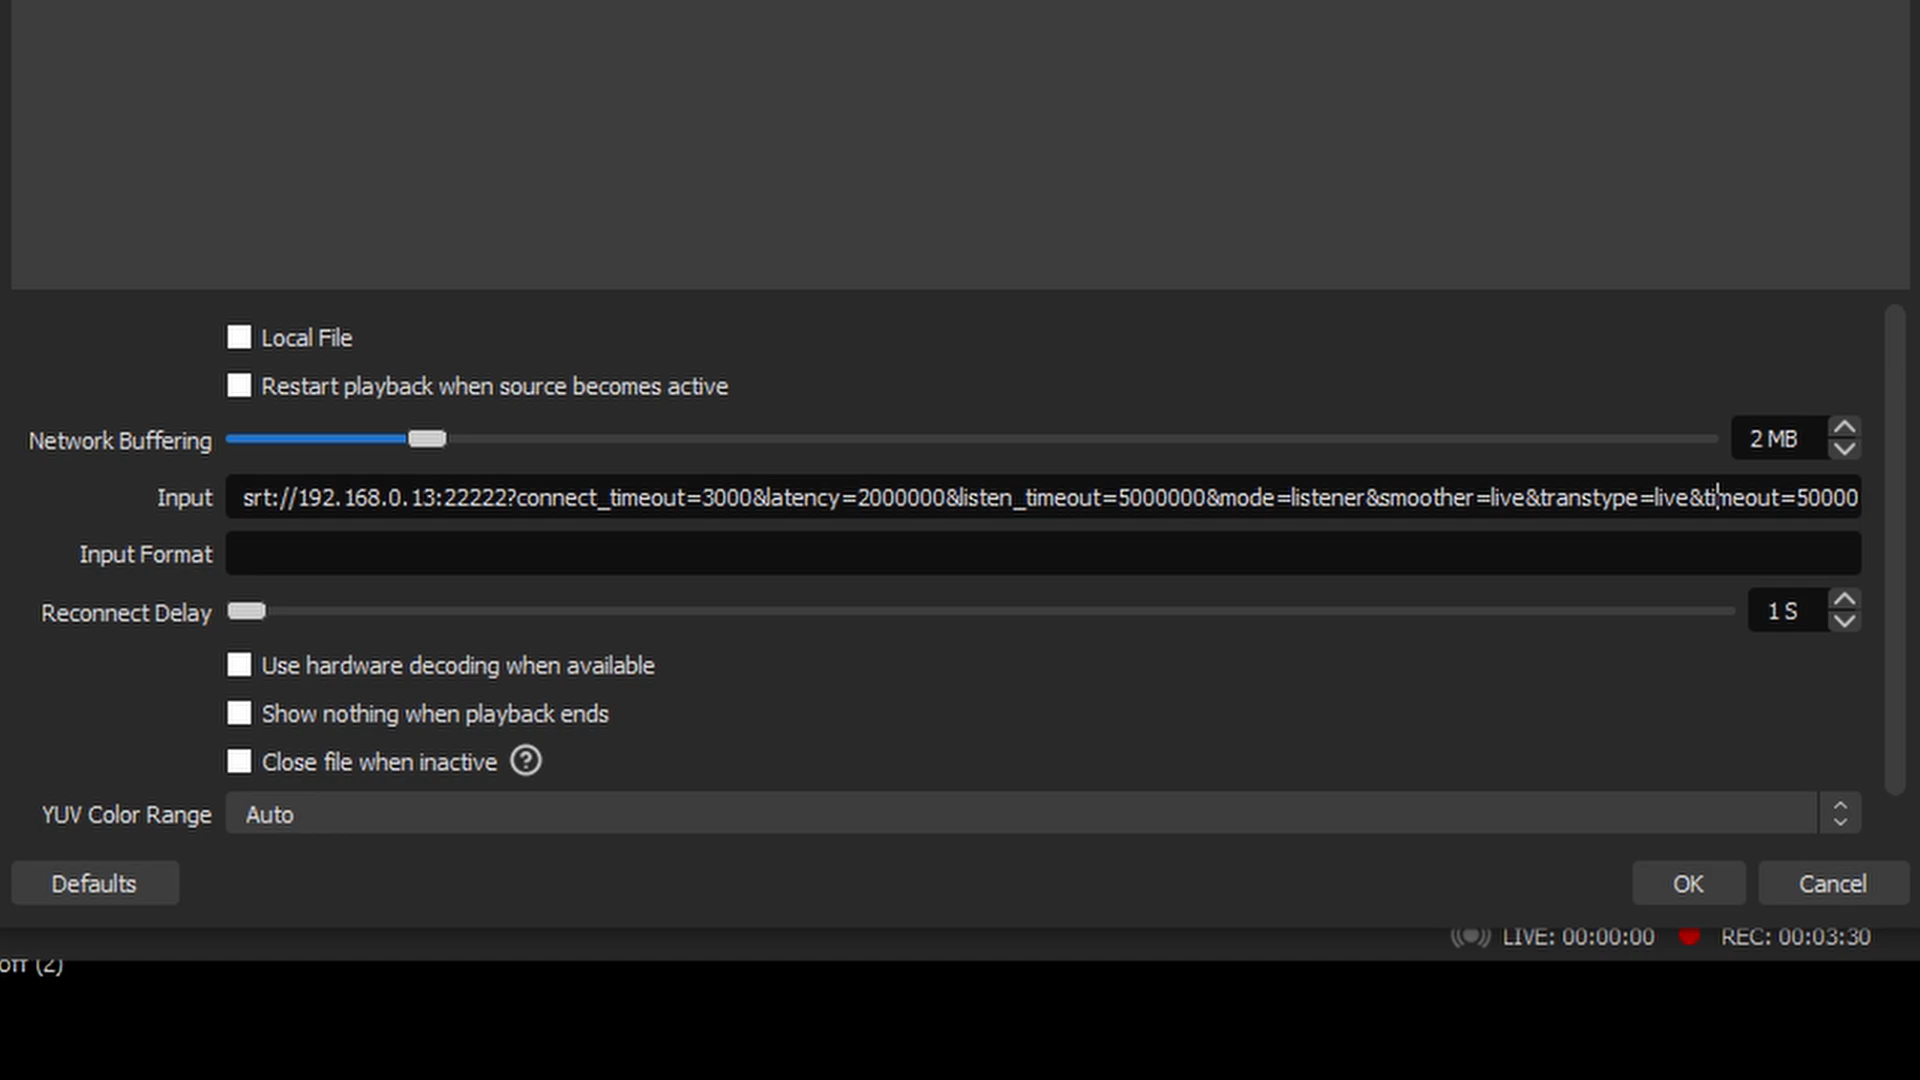 Local File
Restart playback when source becomes active
Network Buffering 2 MB
Input srt://192.168.0.13:22222?connect_timeout=3000&latency=2000000&listen_timeout=5000000&mode=listener&smoother=live&transtype=live&timeout=50000
Input Format
Reconnect Delay 1 S
Use hardware decoding when available
Show nothing when playback ends
Close file when inactive ?
YUV Color Range Auto
Defaults OK Cancel
LIVE: 00:00:00 REC: 00:03:30
off (2)